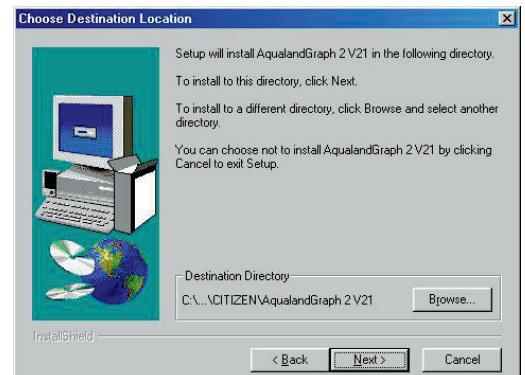 Choose Destination Location
Setup will install AqualandGraph 2 V21 in the following directory.
To install to this directory, click Next.
To install to a different directory, click Browse and select another
directory.
You can choose not to install AqualandGraph 2 V21 by clicking
Cancel to exit Setup.
Destination Directory
C:\...\CITIZEN\AqualandGraph 2 V21
Browse...
InstallShield
< Back
Next >
Cancel